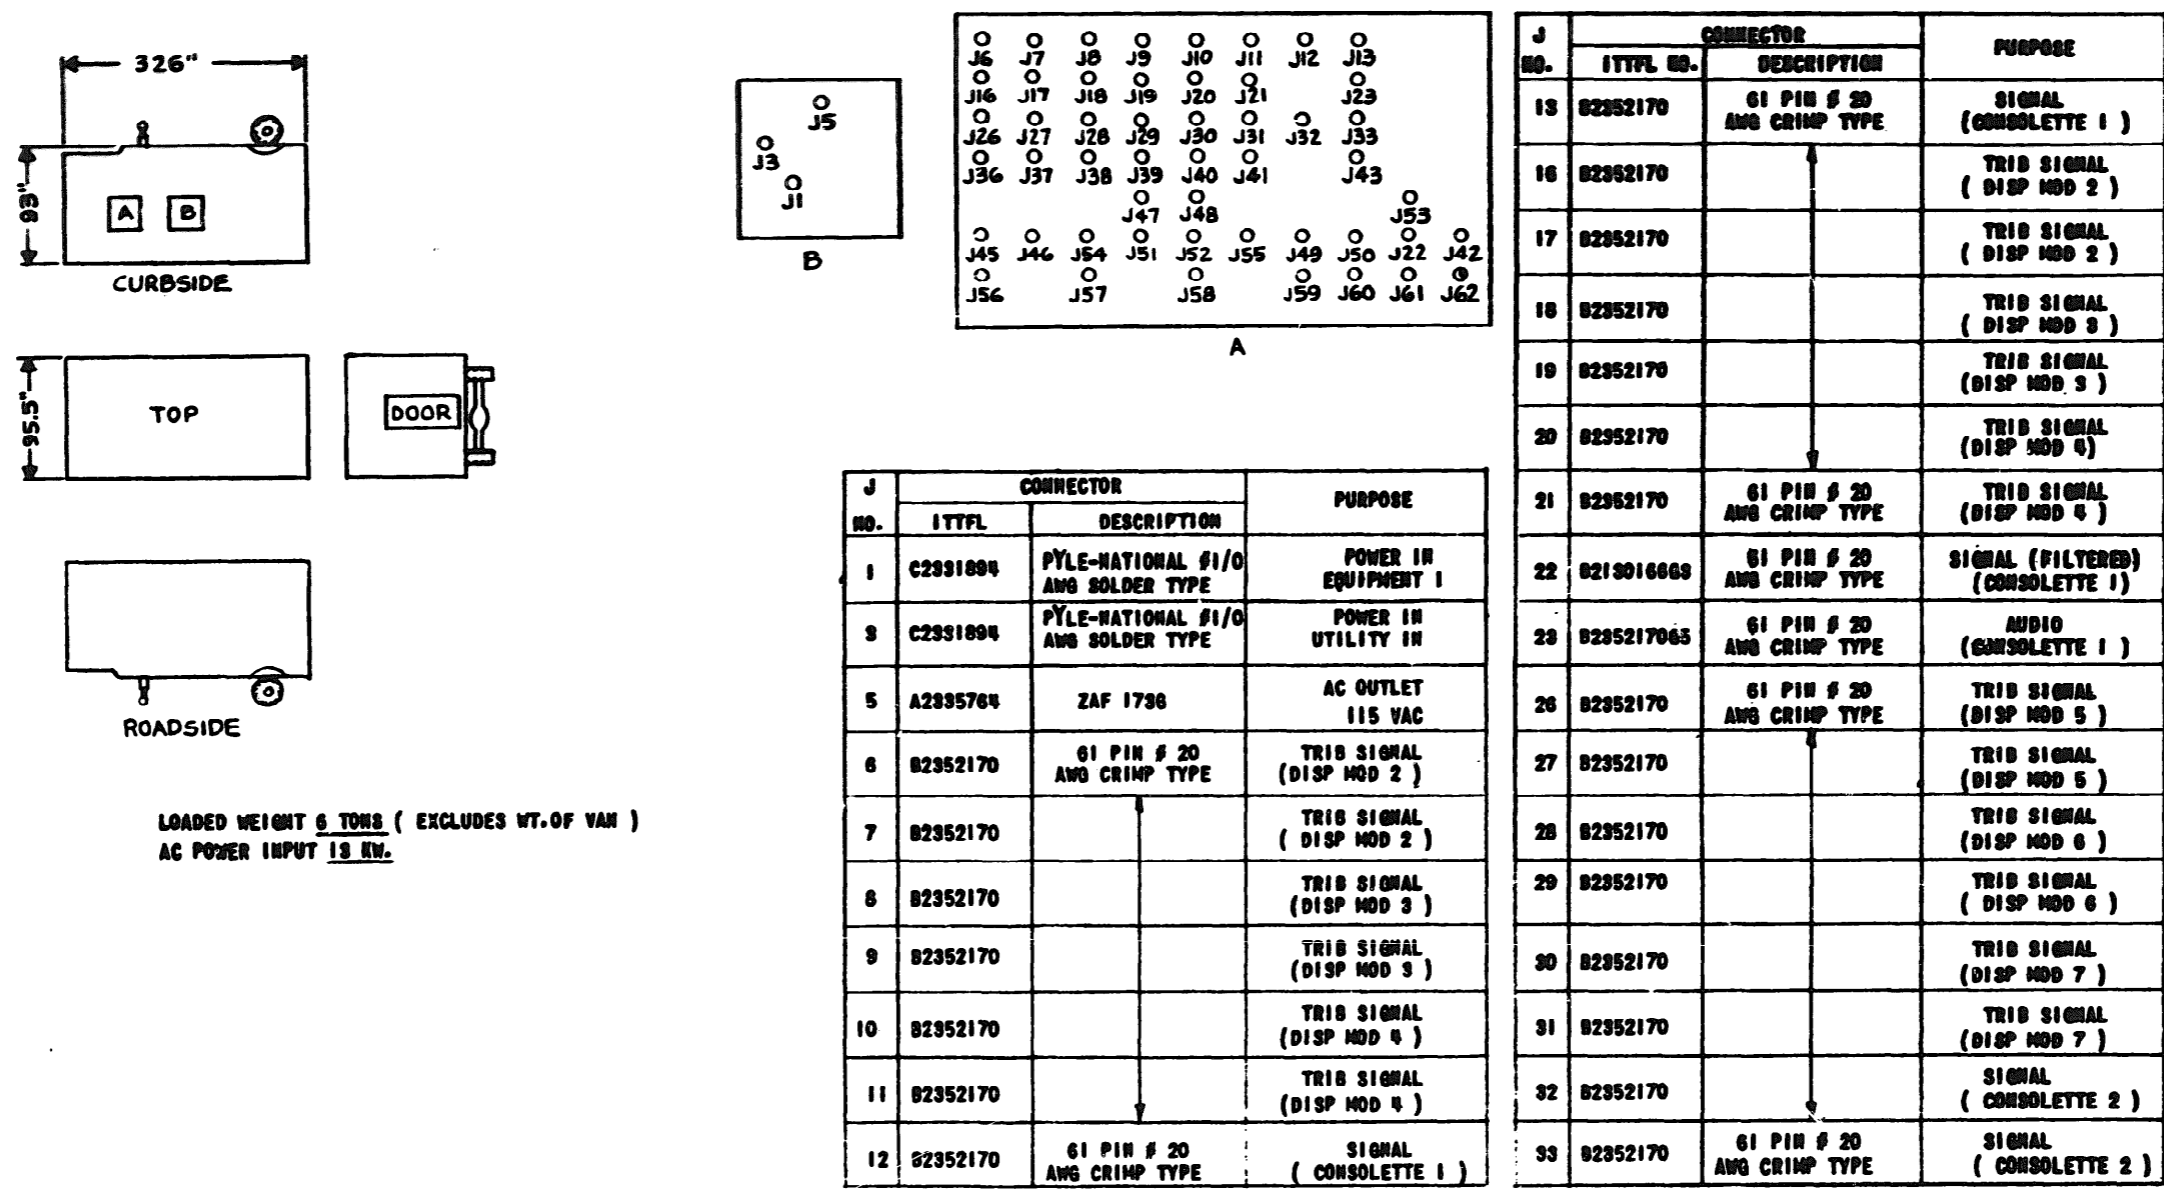 326"
93"
A B
CURBSIDE
95.5"
TOP
DOOR
ROADSIDE
LOADED WEIGHT 6 TONS ( EXCLUDES WT.OF VAN )
AC POWER INPUT 13 KW.
J5
J3
J1
B
J6 J7 J8 J9 J10 J11 J12 J13
J16 J17 J18 J19 J20 J21 J23
J26 J27 J28 J29 J30 J31 J32 J33
J36 J37 J38 J39 J40 J41 J43
J47 J48 J53
J45 J46 J54 J51 J52 J55 J49 J50 J22 J42
J56 J57 J58 J59 J60 J61 J62
A
J CONNECTOR PURPOSE
NO. ITTFL DESCRIPTION
1 C2331894 PYLE-NATIONAL #1/0 POWER IN
AWG SOLDER TYPE EQUIPMENT 1
3 C2331894 PYLE-NATIONAL #1/0 POWER IN
AWG SOLDER TYPE UTILITY IN
5 A2335764 ZAF 1736 AC OUTLET
115 VAC
6 B2352170 61 PIN # 20 TRIB SIGNAL
AWG CRIMP TYPE (DISP MOD 2 )
7 B2352170 TRIB SIGNAL
( DISP MOD 2 )
8 B2352170 TRIB SIGNAL
(DISP MOD 3 )
9 B2352170 TRIB SIGNAL
(DISP MOD 3 )
10 B2352170 TRIB SIGNAL
(DISP MOD 4 )
11 B2352170 TRIB SIGNAL
(DISP MOD 4 )
12 B2352170 61 PIN # 20 SIGNAL
AWG CRIMP TYPE ( CONSOLETTE 1 )
J CONNECTOR PURPOSE
NO. ITTFL NO. DESCRIPTION
13 B2352170 61 PIN # 20 SIGNAL
AWG CRIMP TYPE (CONSOLETTE 1 )
16 B2352170 TRIB SIGNAL
( DISP MOD 2 )
17 B2352170 TRIB SIGNAL
( DISP MOD 2 )
18 B2352170 TRIB SIGNAL
( DISP MOD 3 )
19 B2352170 TRIB SIGNAL
(DISP MOD 3 )
20 B2352170 TRIB SIGNAL
(DISP MOD 4)
21 B2352170 61 PIN # 20 TRIB SIGNAL
AWG CRIMP TYPE (DISP MOD 4 )
22 61 PIN # 20 SIGNAL (FILTERED)
AWG CRIMP TYPE (CONSOLETTE 1)
23 61 PIN # 20 AUDIO
AWG CRIMP TYPE (CONSOLETTE 1 )
26 B2352170 61 PIN # 20 TRIB SIGNAL
AWG CRIMP TYPE (DISP MOD 5 )
27 B2352170 TRIB SIGNAL
(DISP MOD 5 )
28 B2352170 TRIB SIGNAL
(DISP MOD 6 )
29 B2352170 TRIB SIGNAL
( DISP MOD 6 )
30 B2352170 TRIB SIGNAL
(DISP MOD 7 )
31 B2352170 TRIB SIGNAL
(DISP MOD 7 )
32 B2352170 SIGNAL
( CONSOLETTE 2 )
33 B2352170 61 PIN # 20 SIGNAL
AWG CRIMP TYPE ( CONSOLETTE 2 )